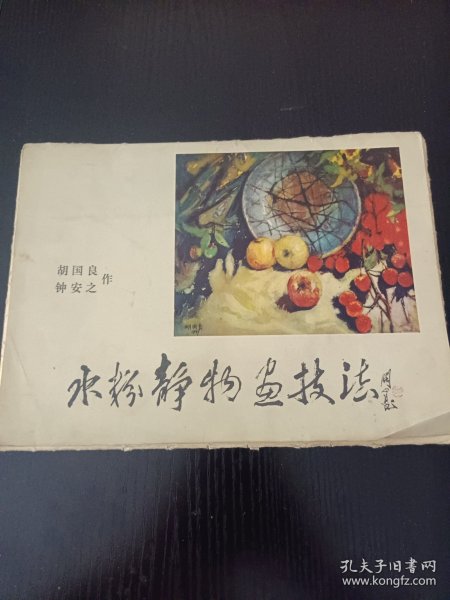 胡国良
钟安之
作
水粉静物画技法
孔夫子旧书网
www.kongfz.com